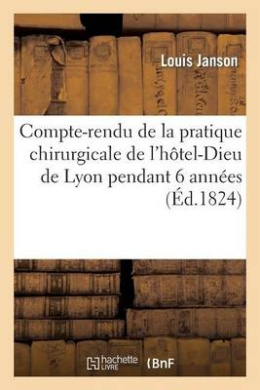 Louis Janson
Compte-rendu de la pratique
chirurgicale de l'hôtel-Dieu
de Lyon pendant 6 années
(Éd.1824)
hachette
LIVRE
{BnF